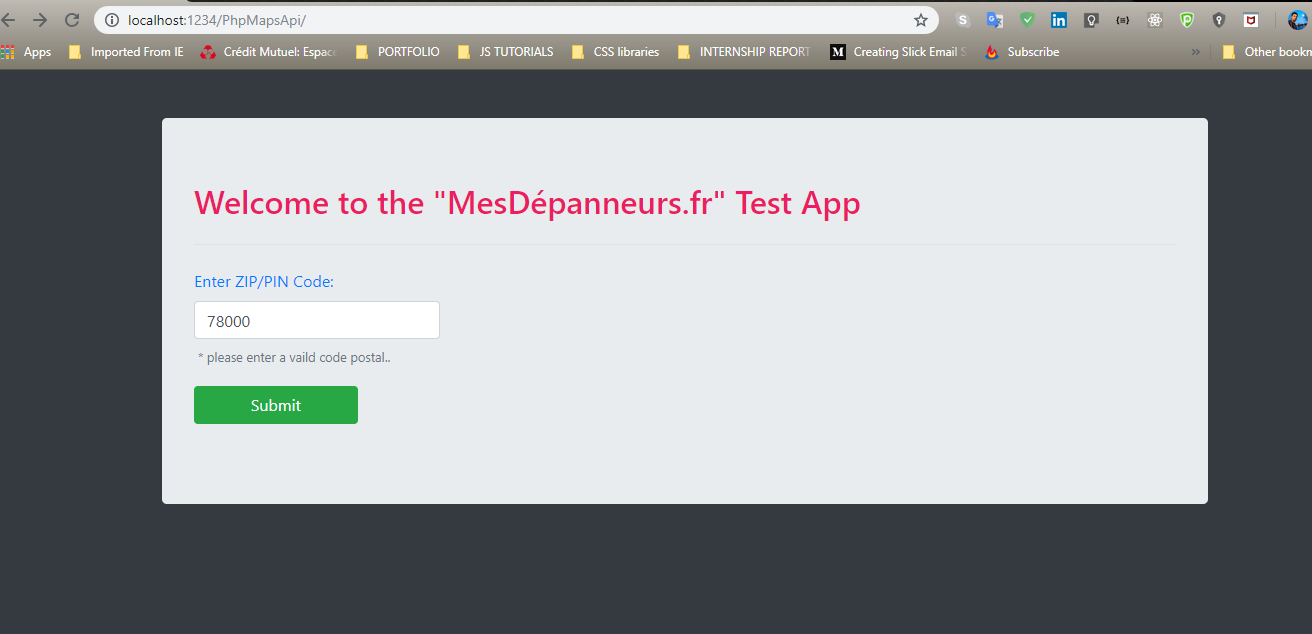 localhost:1234/PhpMapsApi/
Apps Imported From IE Crédit Mutuel: Espac PORTFOLIO JS TUTORIALS CSS libraries INTERNSHIP REPORT M Creating Slick Email S Subscribe » Other bookn
Welcome to the "MesDépanneurs.fr" Test App
Enter ZIP/PIN Code:
78000
* please enter a vaild code postal..
Submit